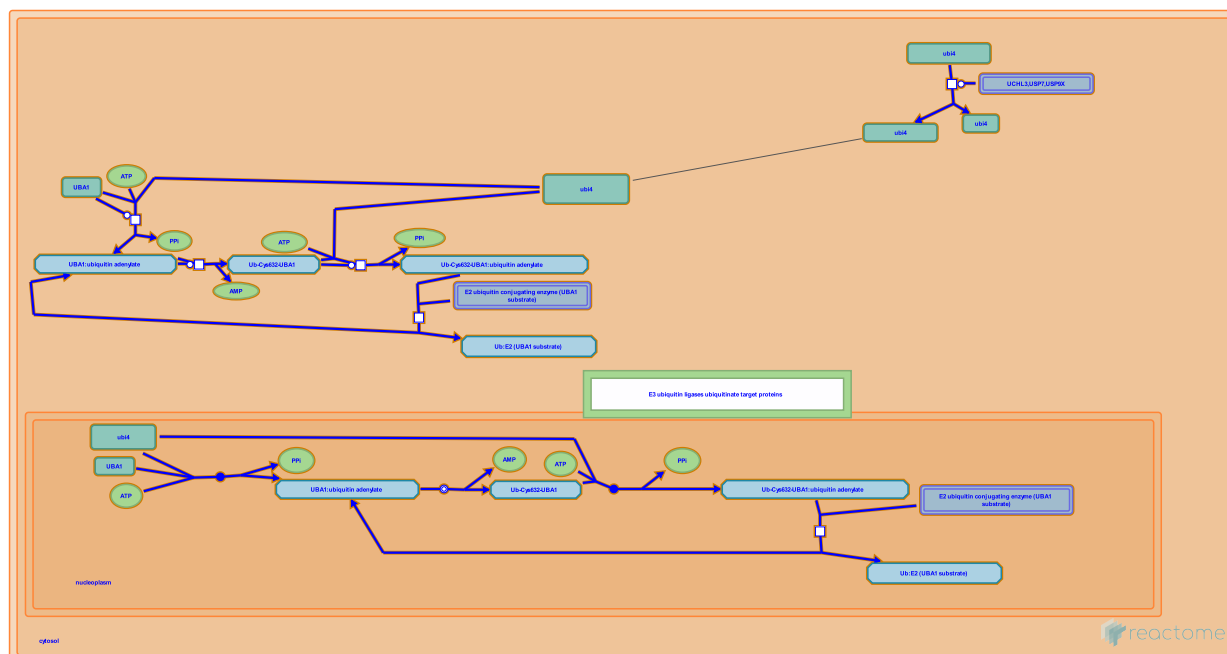 ubi4
UCHL3,USP7,USP9X
ubi4
ubi4
ATP
UBA1
ubi4
PPi
ATP
PPi
UBA1:ubiquitin adenylate
Ub-Cys632-UBA1
Ub-Cys632-UBA1:ubiquitin adenylate
AMP
E2 ubiquitin conjugating enzyme (UBA1
substrate)
Ub:E2 (UBA1 substrate)
E3 ubiquitin ligases ubiquitinate target proteins
ubi4
UBA1
ATP
PPi
AMP
ATP
PPi
UBA1:ubiquitin adenylate
Ub-Cys632-UBA1
Ub-Cys632-UBA1:ubiquitin adenylate
E2 ubiquitin conjugating enzyme (UBA1
substrate)
Ub:E2 (UBA1 substrate)
nucleoplasm
cytosol
reactome